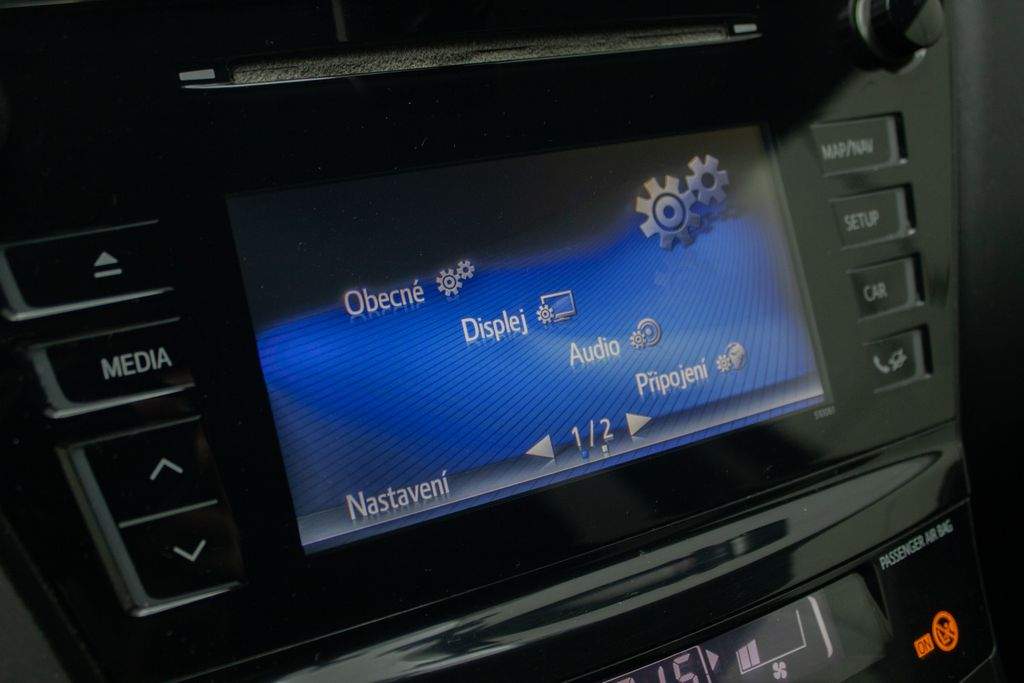 MAP/NAV
SETUP
CAR
MEDIA
Obecné
Displej
Audio
Připojení
1/2
Nastavení
PASSENGER AIR BAG
ON